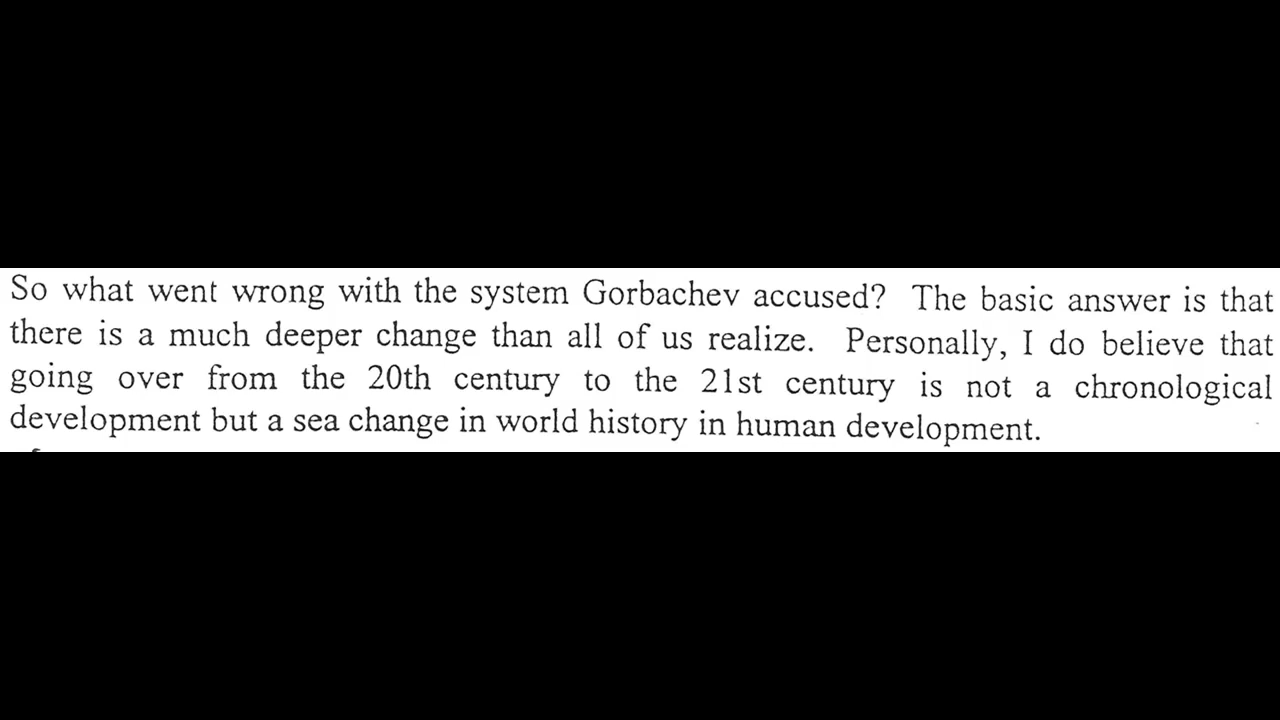 So what went wrong with the system Gorbachev accused? The basic answer is that
there is a much deeper change than all of us realize. Personally, I do believe that
going over from the 20th century to the 21st century is not a chronological
development but a sea change in world history in human development.